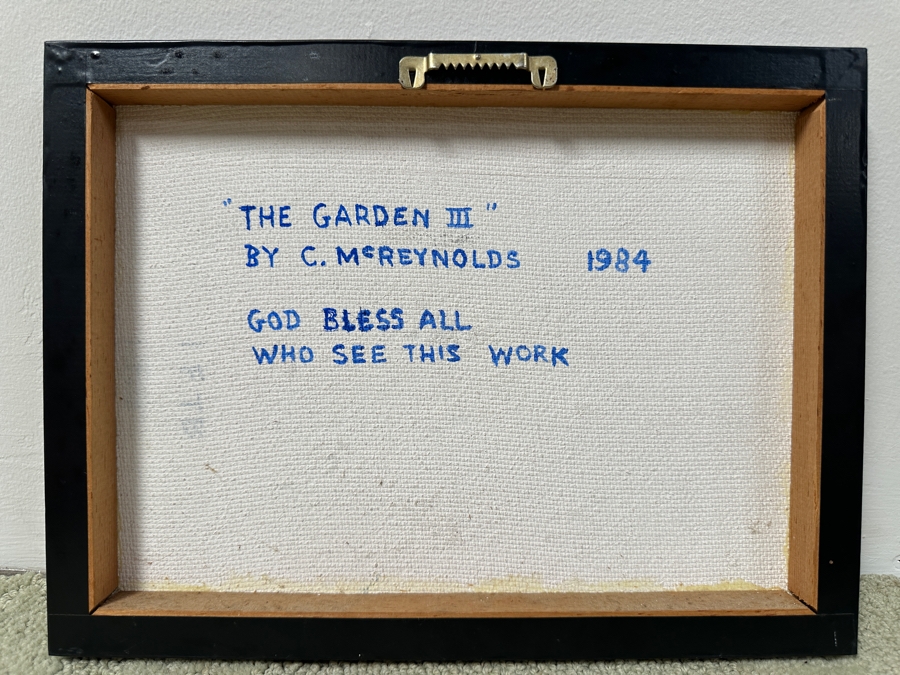 "THE GARDEN III"
BY C. McREYNOLDS 1984
GOD BLESS ALL
WHO SEE THIS WORK